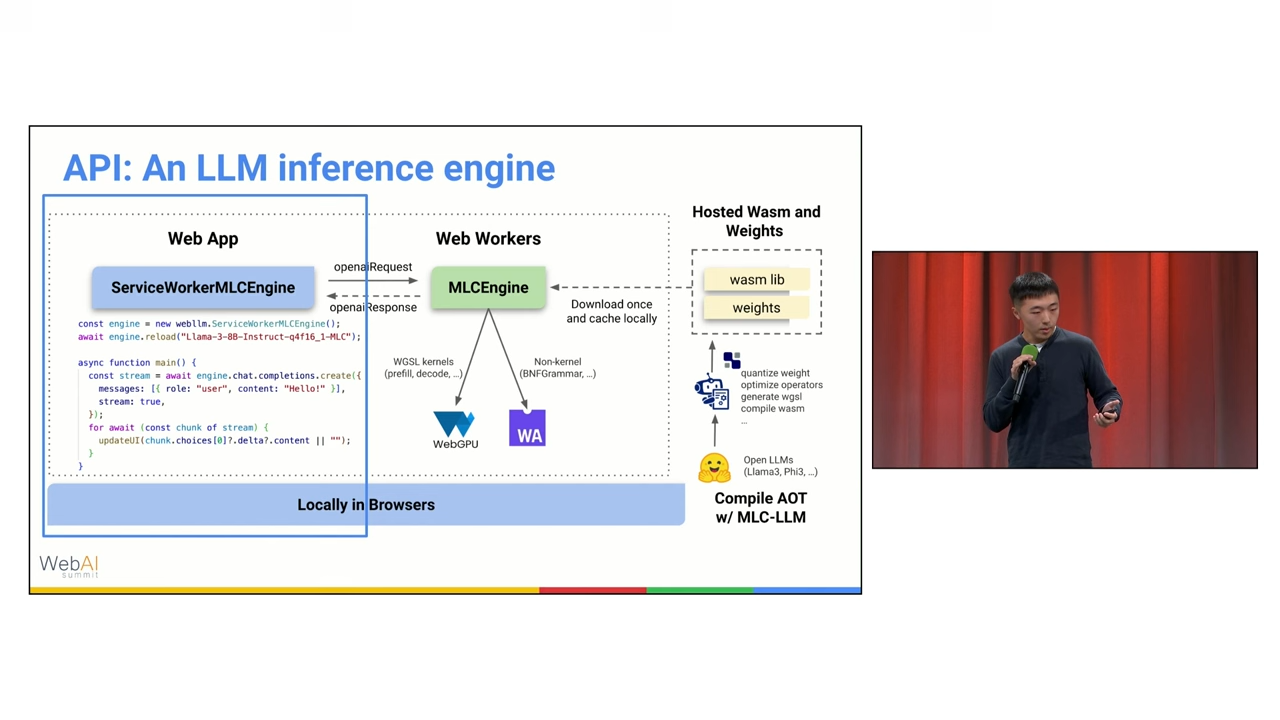 API: An LLM inference engine
Web App
ServiceWorkerMLCEngine
const engine = new webllm.ServiceWorkerMLCEngine();
await engine.reload("Llama-3-8B-Instruct-q4f16_1-MLC");
async function main() {
const stream = await engine.chat.completions.create({
messages: [{ role: "user", content: "Hello!" }],
stream: true,
});
for await (const chunk of stream) {
updateUI(chunk.choices[0]?.delta?.content || "");
}
}
openaiRequest
openaiResponse
Web Workers
MLCEngine
WGSL kernels
(prefill, decode, ...)
Non-kernel
(BNFGrammar, ...)
WebGPU
WA
Download once
and cache locally
Hosted Wasm and
Weights
wasm lib
weights
quantize weight
optimize operators
generate wgsl
compile wasm
...
Open LLMs
(Llama3, Phi3, ...)
Compile AOT
w/ MLC-LLM
Locally in Browsers
WebAI
summit